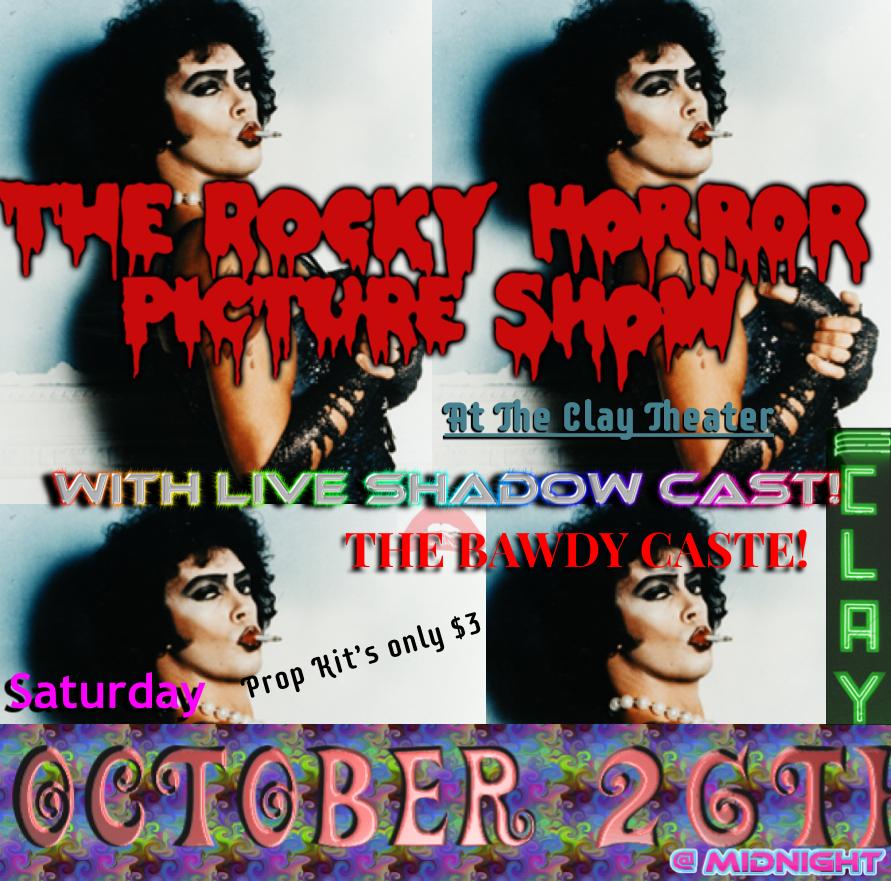 THE ROCKY HORROR
PICTURE SHOW
At The Clay Theater
WITH LIVE SHADOW CAST!
THE BAWDY CASTE!
CLAY
Prop Kit's only $3
Saturday
OCTOBER 26TH
@ MIDNIGHT